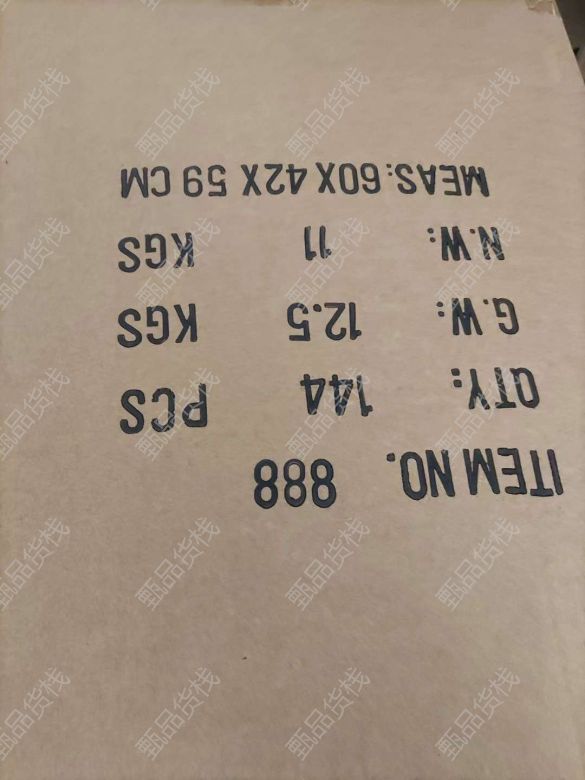 ITEM NO. 888
QTY: 144 PCS
G.W.: 12.5 KGS
N.W.: 11 KGS
MEAS:60X 42X 59 CM
甄品货栈